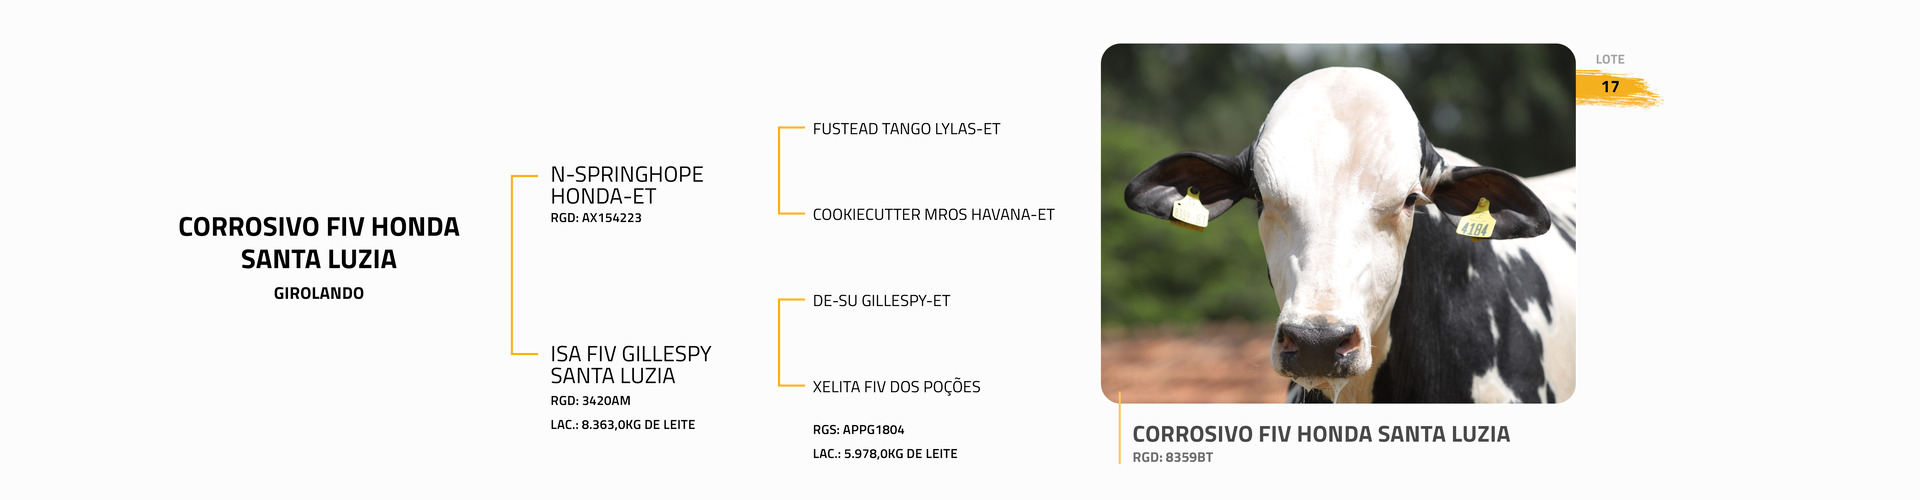 CORROSIVO FIV HONDA
SANTA LUZIA
GIROLANDO
N-SPRINGHOPE
HONDA-ET
RGD: AX154223
ISA FIV GILLESPY
SANTA LUZIA
RGD: 3420AM
LAC.: 8.363,0KG DE LEITE
FUSTEAD TANGO LYLAS-ET
COOKIECUTTER MROS HAVANA-ET
DE-SU GILLESPY-ET
XELITA FIV DOS POÇÕES
RGS: APPG1804
LAC.: 5.978,0KG DE LEITE
LOTE
17
4184
CORROSIVO FIV HONDA SANTA LUZIA
RGD: 8359BT